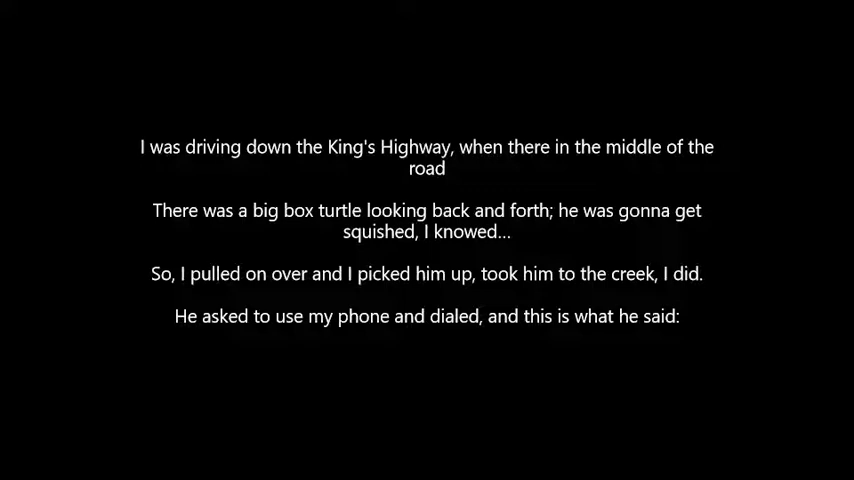 I was driving down the King's Highway, when there in the middle of the
road
There was a big box turtle looking back and forth; he was gonna get
squished, I knowed...
So, I pulled on over and I picked him up, took him to the creek, I did.
He asked to use my phone and dialed, and this is what he said: